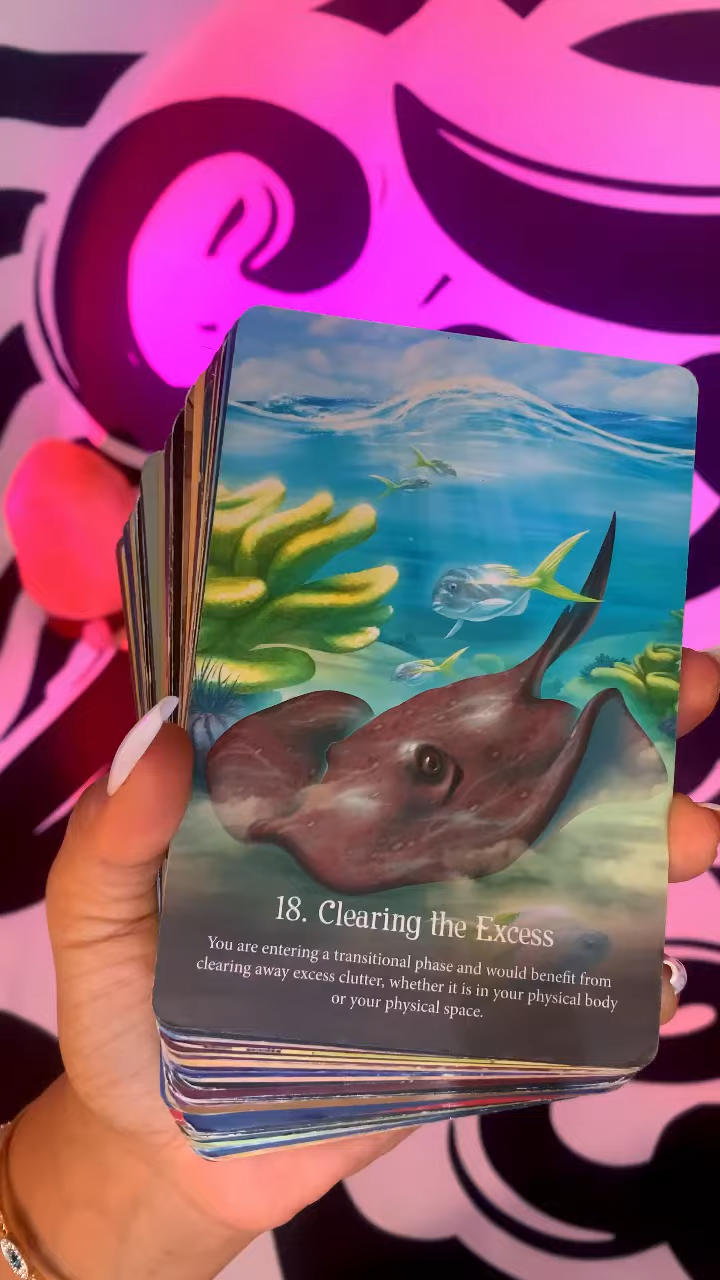 18. Clearing the Excess
You are entering a transitional phase and would benefit from
clearing away excess clutter, whether it is in your physical body
or your physical space.